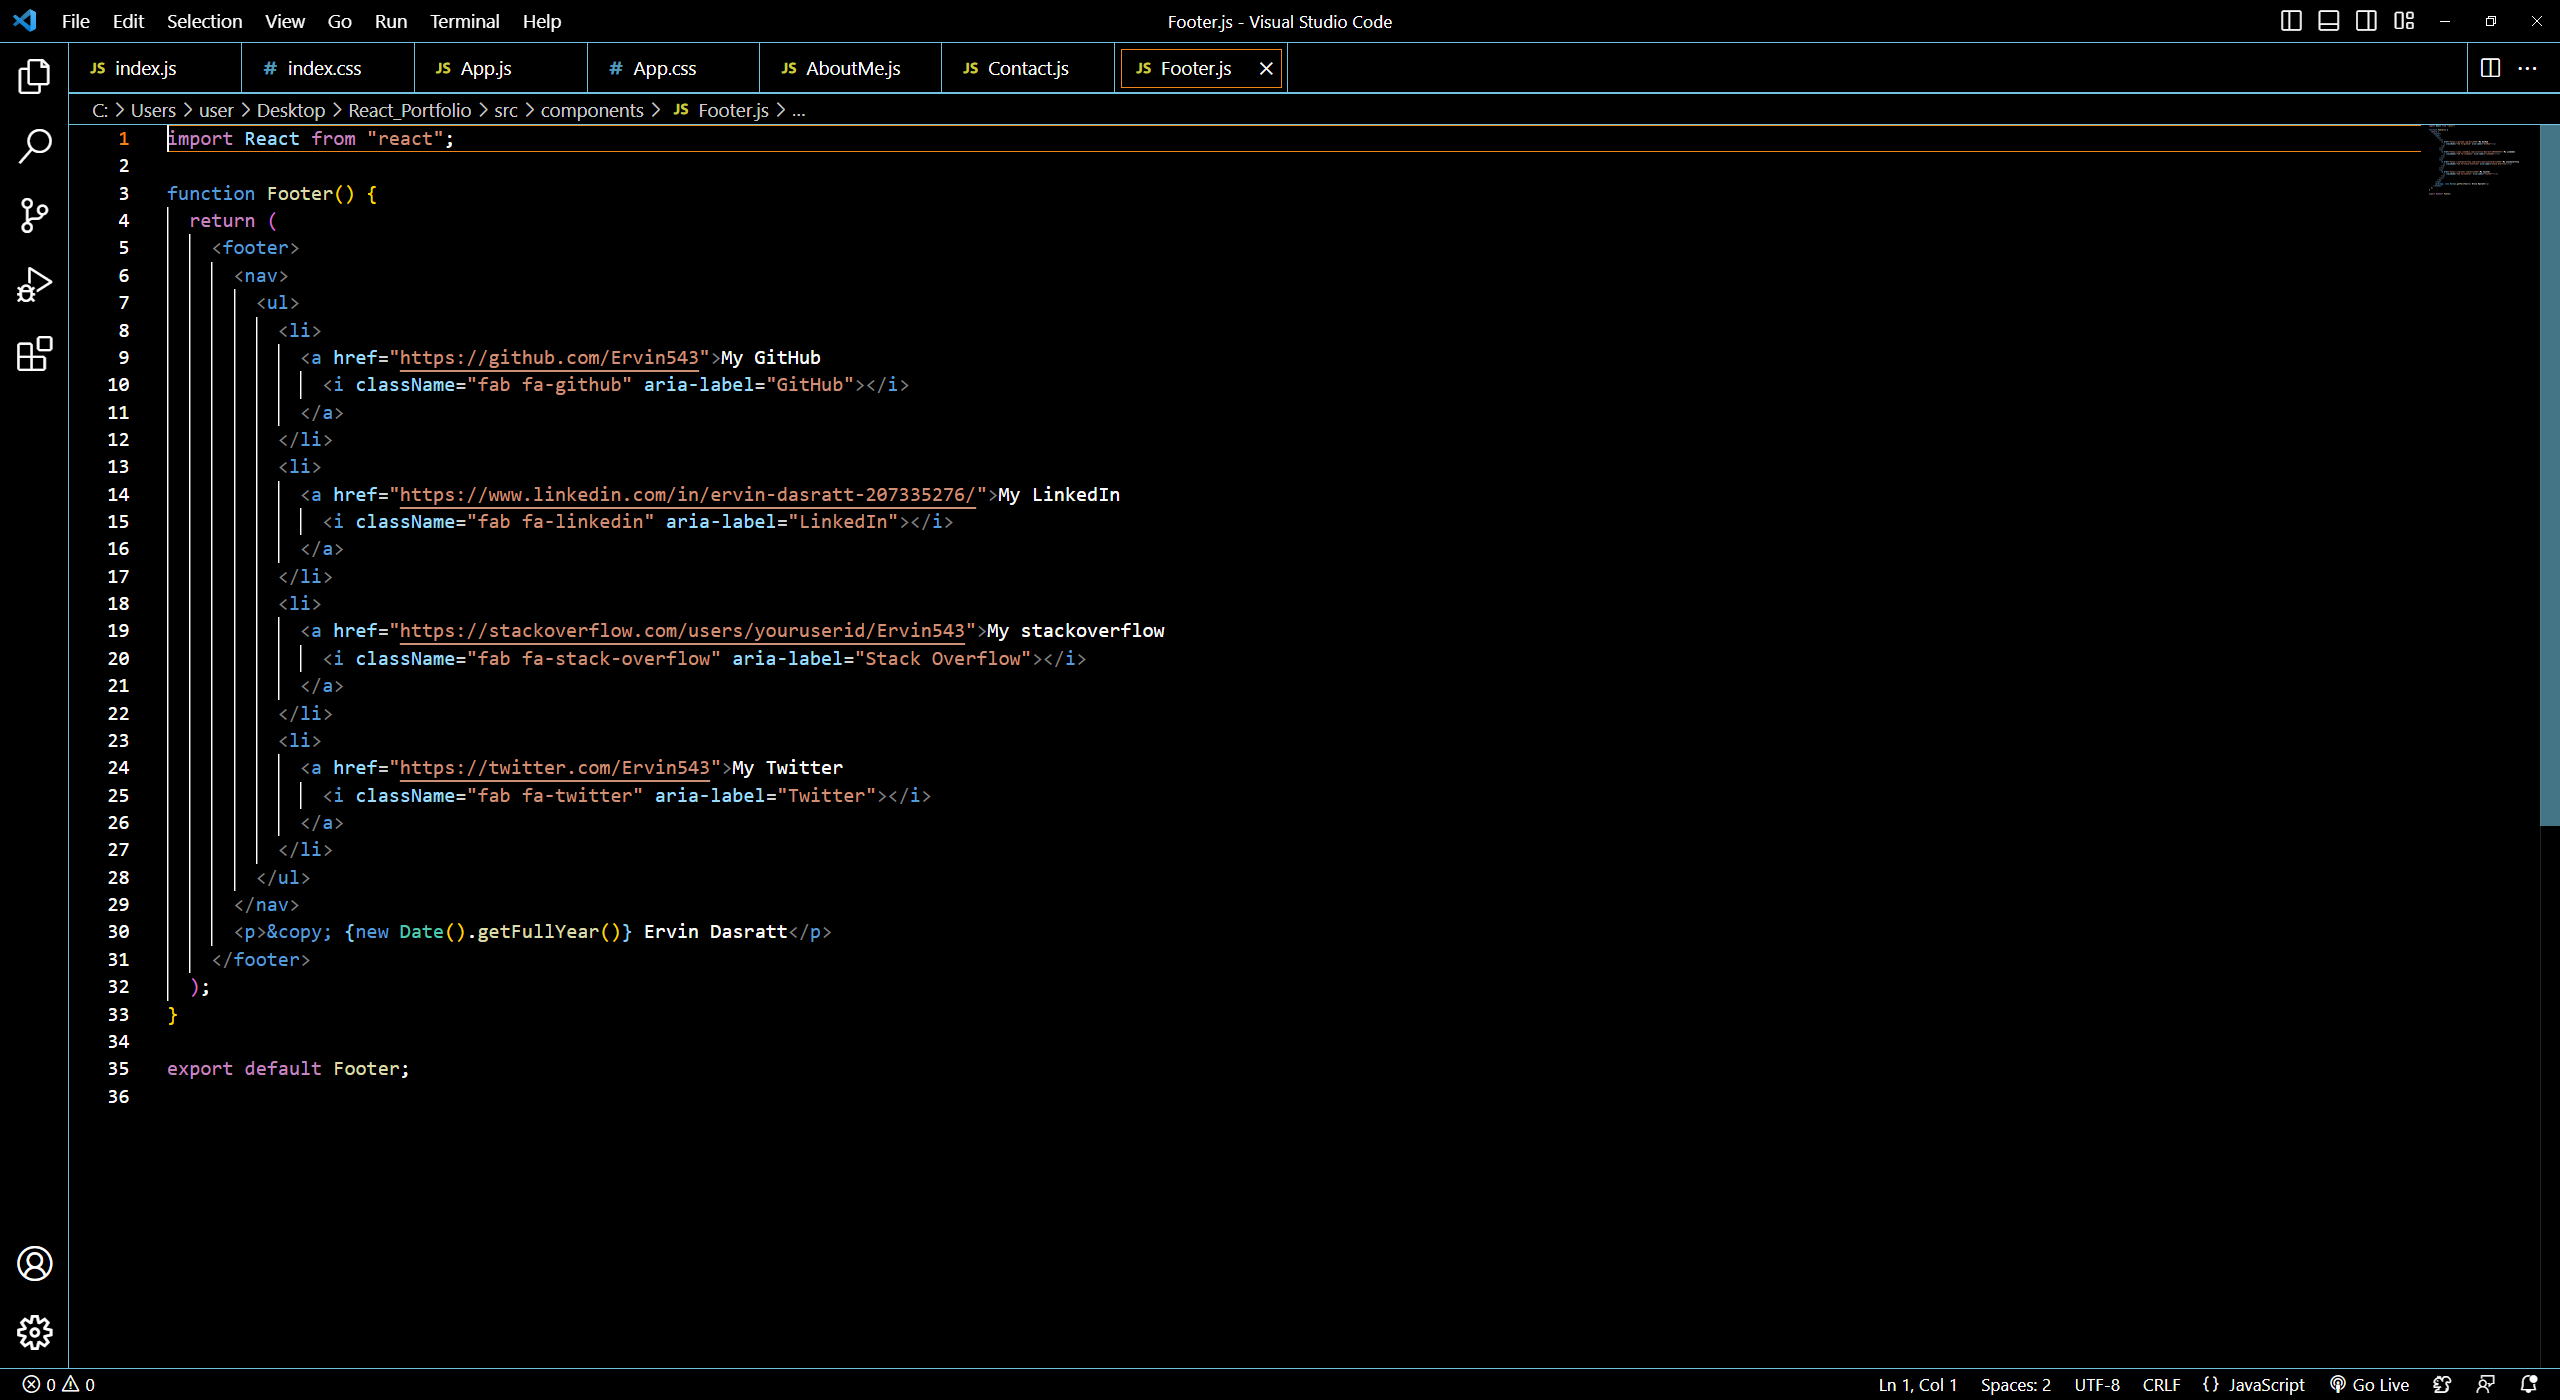 File Edit Selection View Go Run Terminal Help
Footer.js - Visual Studio Code
JS index.js
# index.css
JS App.js
# App.css
JS AboutMe.js
JS Contact.js
JS Footer.js
C: > Users > user > Desktop > React_Portfolio > src > components > JS Footer.js > ...
1 import React from "react";
2
3 function Footer() {
4   return (
5     <footer>
6       <nav>
7         <ul>
8           <li>
9             <a href="https://github.com/Ervin543">My GitHub
10               <i className="fab fa-github" aria-label="GitHub"></i>
11             </a>
12           </li>
13           <li>
14             <a href="https://www.linkedin.com/in/ervin-dasratt-207335276/">My LinkedIn
15               <i className="fab fa-linkedin" aria-label="LinkedIn"></i>
16             </a>
17           </li>
18           <li>
19             <a href="https://stackoverflow.com/users/youruserid/Ervin543">My stackoverflow
20               <i className="fab fa-stack-overflow" aria-label="Stack Overflow"></i>
21             </a>
22           </li>
23           <li>
24             <a href="https://twitter.com/Ervin543">My Twitter
25               <i className="fab fa-twitter" aria-label="Twitter"></i>
26             </a>
27           </li>
28         </ul>
29       </nav>
30       <p>&copy; {new Date().getFullYear()} Ervin Dasratt</p>
31     </footer>
32   );
33 }
34
35 export default Footer;
36
0 0
Ln 1, Col 1 Spaces: 2 UTF-8 CRLF {} JavaScript Go Live